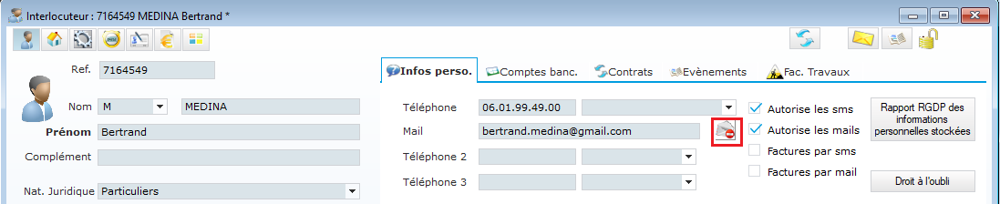 Interlocuteur : 7164549 MEDINA Bertrand *
Ref. 7164549
Nom M MEDINA
Prénom Bertrand
Complément
Nat. Juridique Particuliers
Infos perso. Comptes banc. Contrats Evènements Fac. Travaux
Téléphone 06.01.99.49.00
Mail bertrand.medina@gmail.com
Téléphone 2
Téléphone 3
Autorise les sms
Autorise les mails
Factures par sms
Factures par mail
Rapport RGDP des
infomations
personnelles stockées
Droit à l'oubli